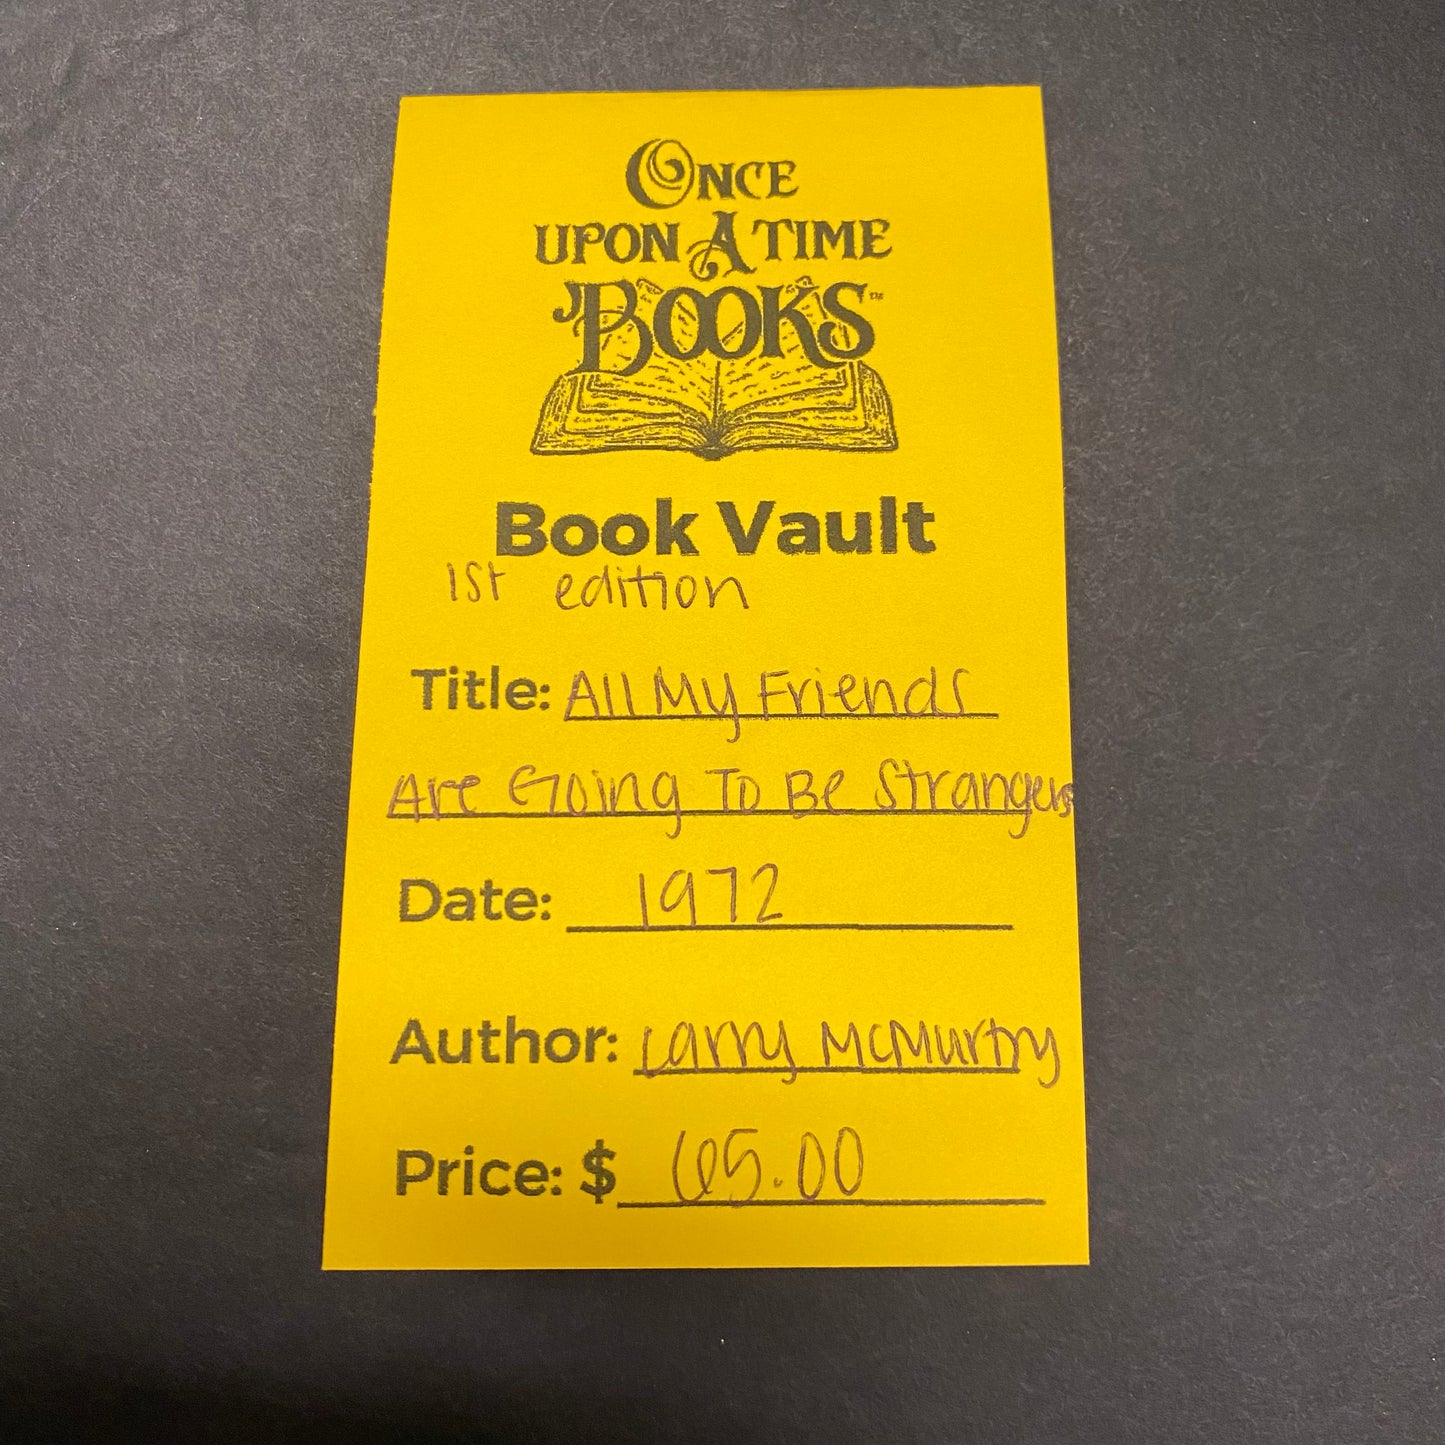 ONCE
UPON A TIME
BOOKS™
Book Vault
1st edition
Title: All My Friends
Are Going To Be Strangers
Date: 1972
Author: Larry McMurtry
Price: $ 65.00